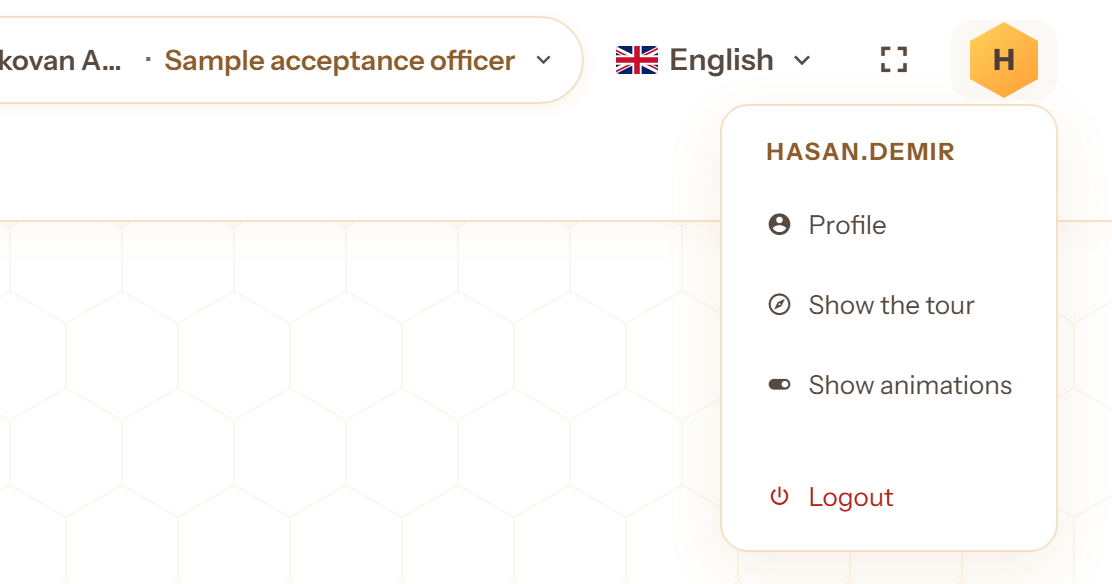 kovan A... · Sample acceptance officer
English
H
HASAN.DEMIR
Profile
Show the tour
Show animations
Logout